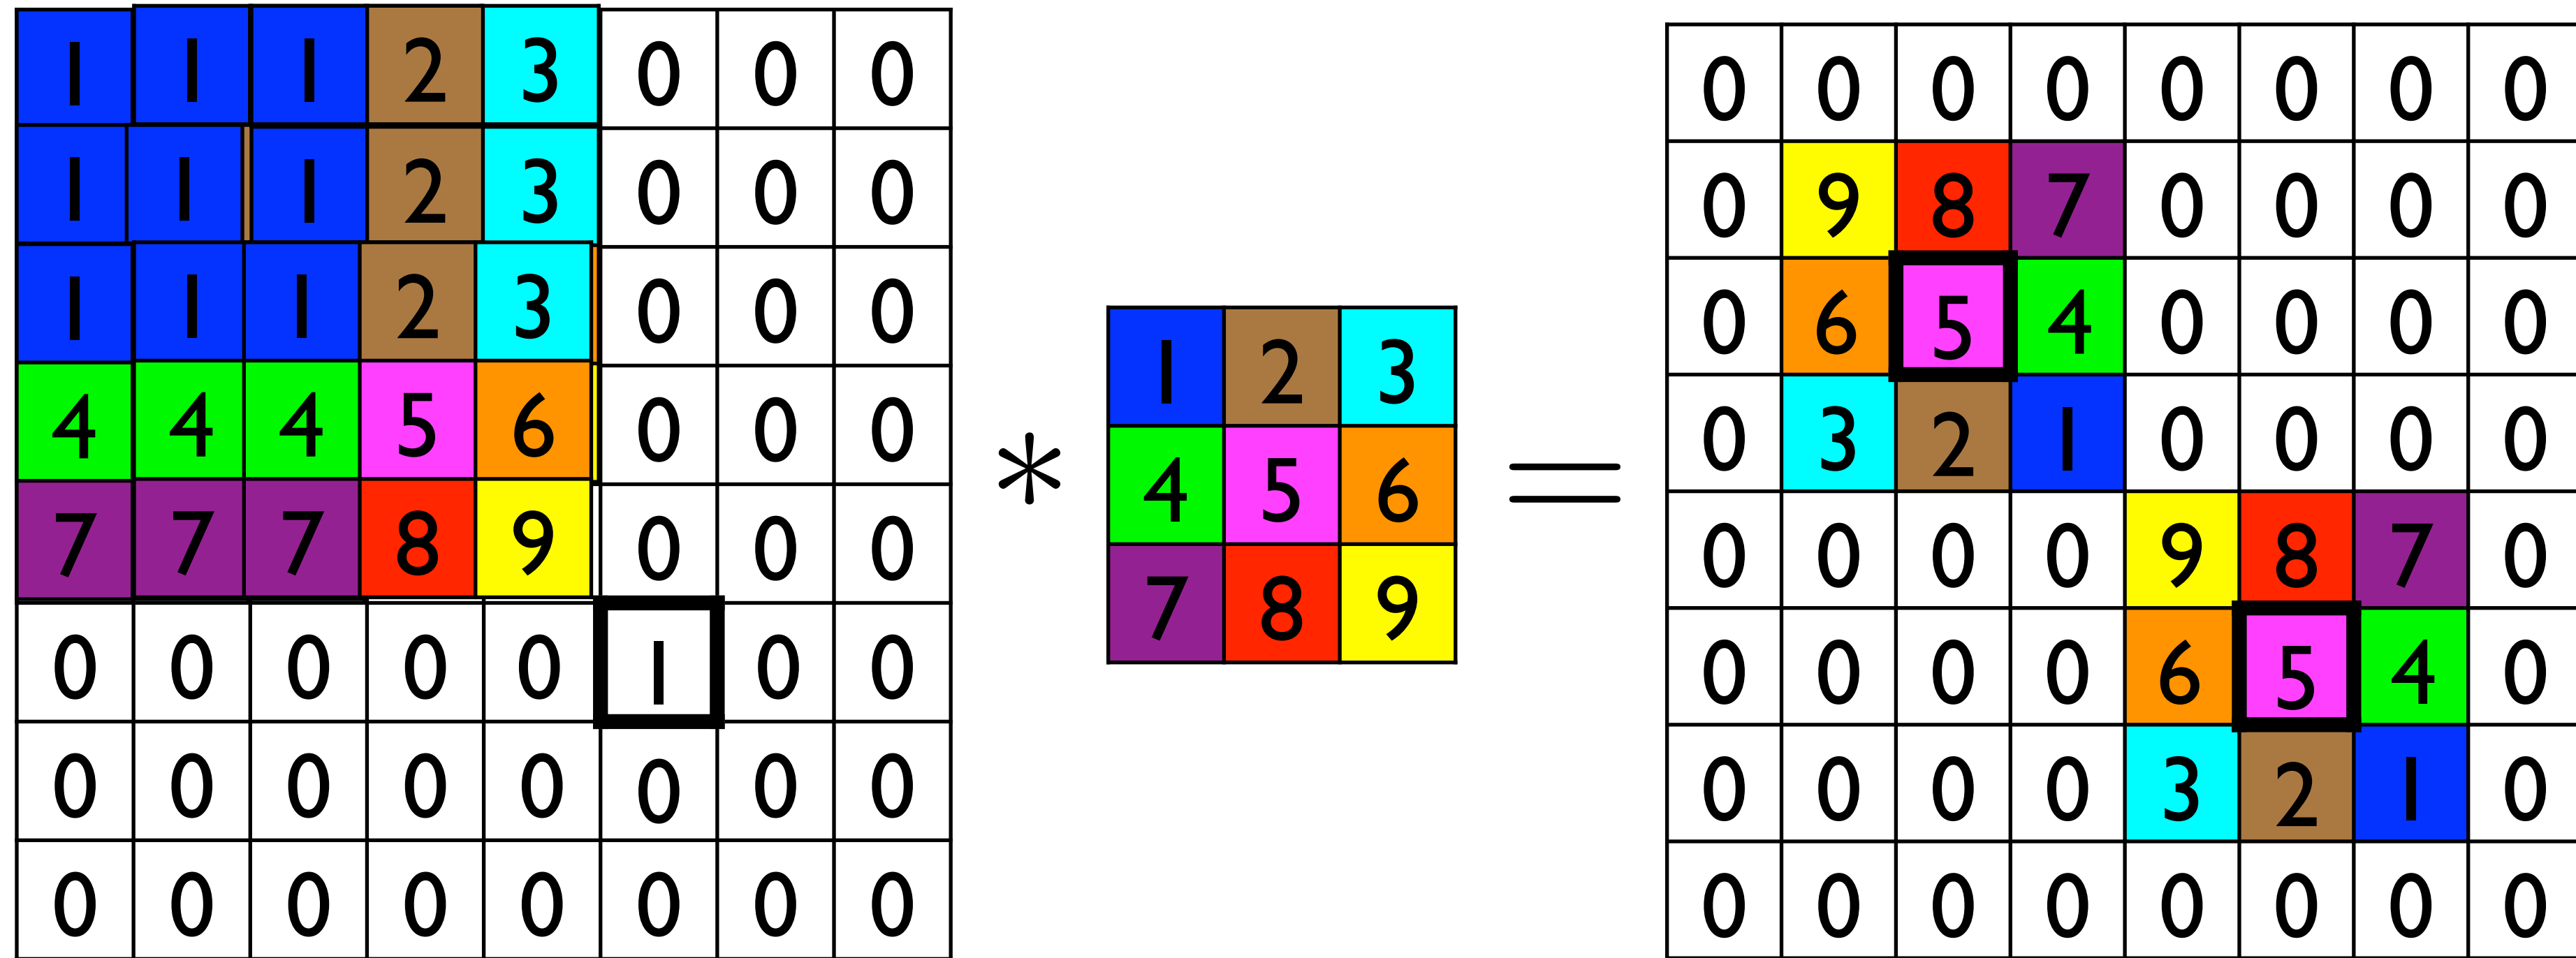 1 1 1 2 3 0 0 0
1 1 1 2 3 0 0 0
1 1 1 2 3 0 0 0
4 4 4 5 6 0 0 0
7 7 7 8 9 0 0 0
0 0 0 0 0 1 0 0
0 0 0 0 0 0 0 0
0 0 0 0 0 0 0 0
*
1 2 3
4 5 6
7 8 9
=
0 0 0 0 0 0 0 0
0 9 8 7 0 0 0 0
0 6 5 4 0 0 0 0
0 3 2 1 0 0 0 0
0 0 0 0 9 8 7 0
0 0 0 0 6 5 4 0
0 0 0 0 3 2 1 0
0 0 0 0 0 0 0 0